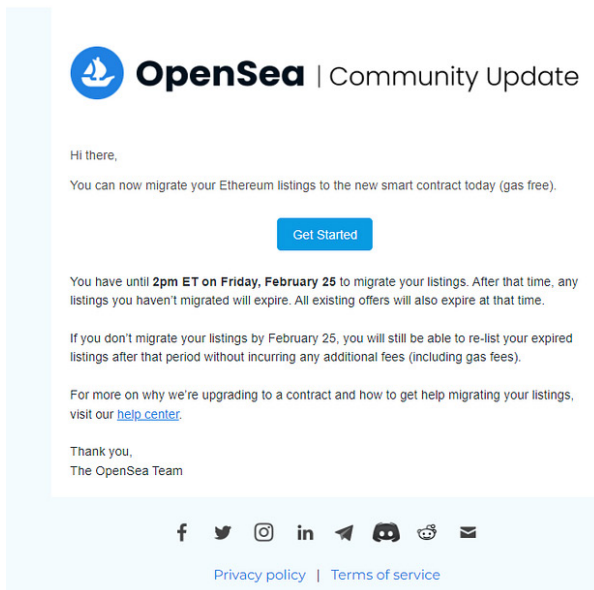 OpenSea | Community Update
Hi there,
You can now migrate your Ethereum listings to the new smart contract today (gas free).
Get Started
You have until 2pm ET on Friday, February 25 to migrate your listings. After that time, any
listings you haven't migrated will expire. All existing offers will also expire at that time.
If you don't migrate your listings by February 25, you will still be able to re-list your expired
listings after that period without incurring any additional fees (including gas fees).
For more on why we're upgrading to a contract and how to get help migrating your listings,
visit our help center.
Thank you,
The OpenSea Team
Privacy policy | Terms of service